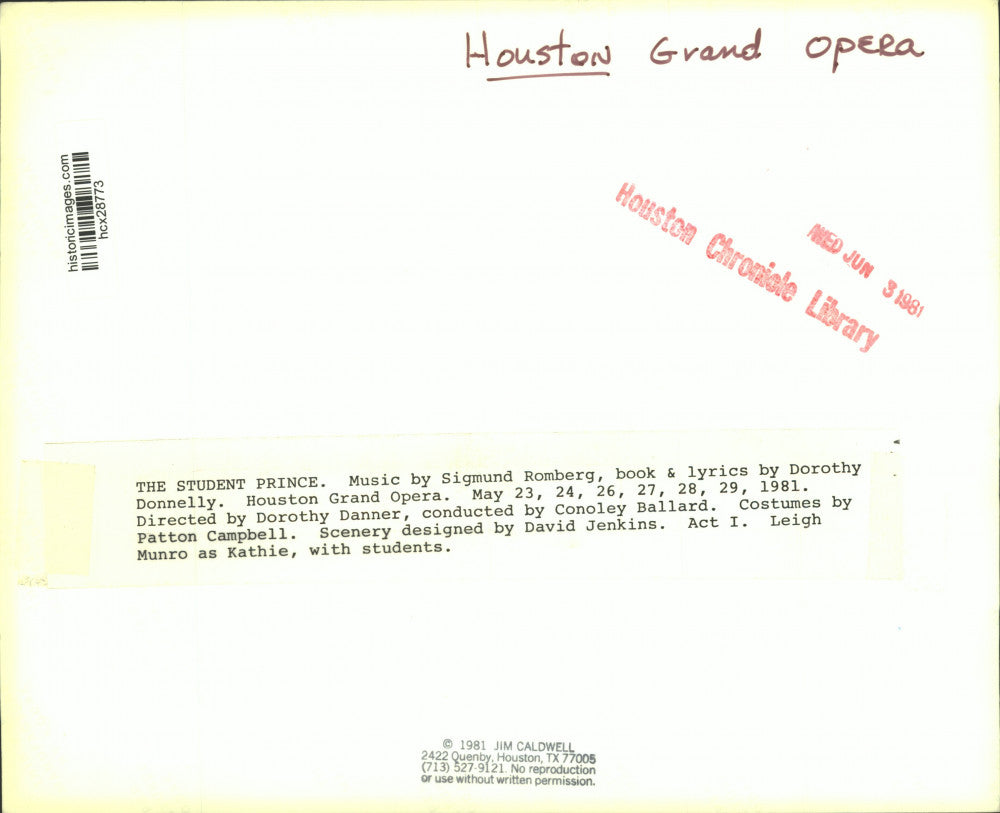 Houston Grand Opera
historicimages.com
hcx28773
Houston Chronicle Library
WED JUN 3 1981
THE STUDENT PRINCE. Music by Sigmund Romberg, book & lyrics by Dorothy
Donnelly. Houston Grand Opera. May 23, 24, 26, 27, 28, 29, 1981.
Directed by Dorothy Danner, conducted by Conoley Ballard. Costumes by
Patton Campbell. Scenery designed by David Jenkins. Act I. Leigh
Munro as Kathie, with students.
© 1981 JIM CALDWELL
2422 Quenby, Houston, TX 77005
(713) 527-9121. No reproduction
or use without written permission.